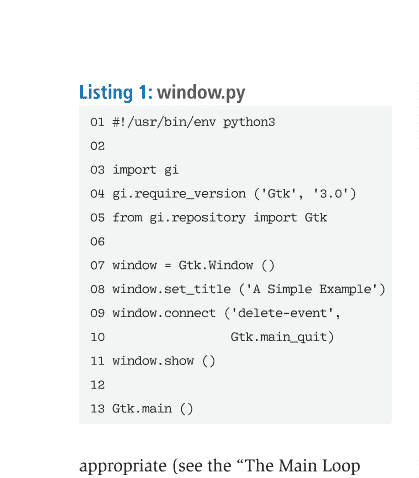 Listing 1: window.py
01 #!/usr/bin/env python3
02
03 import gi
04 gi.require_version ('Gtk', '3.0')
05 from gi.repository import Gtk
06
07 window = Gtk.Window ()
08 window.set_title ('A Simple Example')
09 window.connect ('delete-event',
10                Gtk.main_quit)
11 window.show ()
12
13 Gtk.main ()
appropriate (see the “The Main Loop